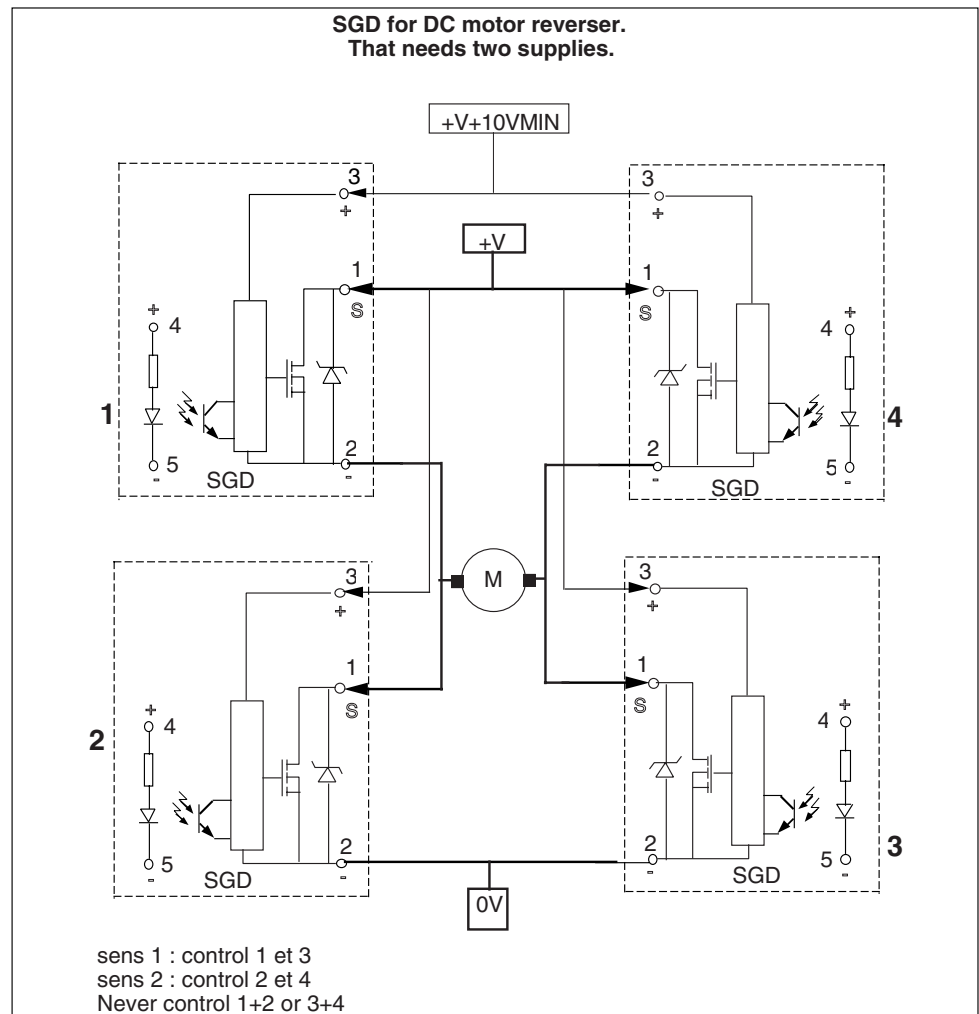 SGD for DC motor reverser.
That needs two supplies.
+V+10VMIN
3
+
3
+
+V
1
S
1
S
+
4
+
4
1
4
2
-
2
-
5
-
5
-
SGD
SGD
M
3
+
3
+
1
S
1
S
+
4
+
4
2
3
2
-
2
-
5
-
5
-
SGD
SGD
0V
sens 1 : control 1 et 3
sens 2 : control 2 et 4
Never control 1+2 or 3+4